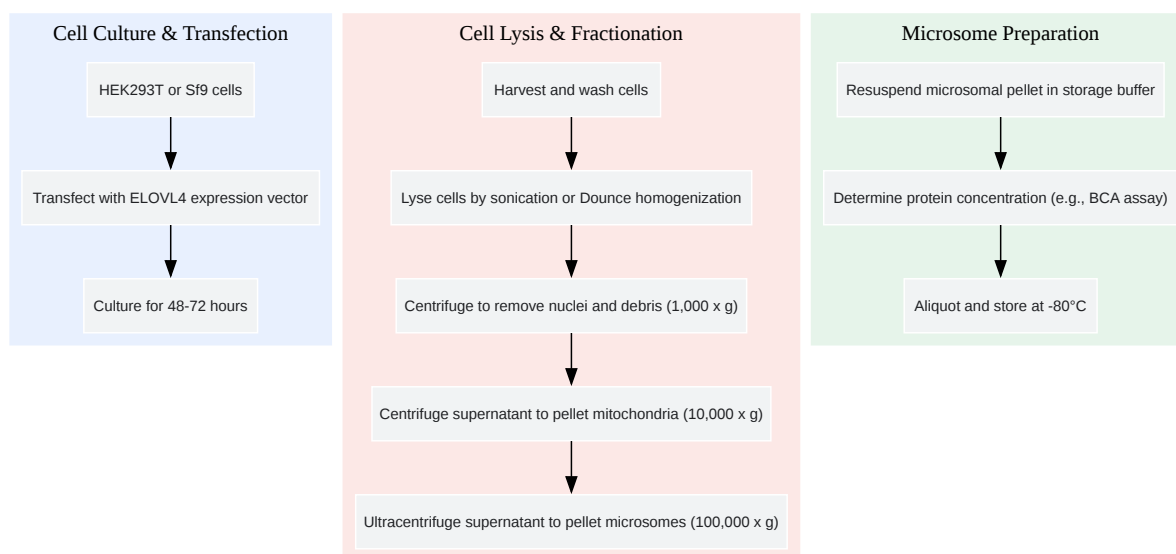 Cell Culture & Transfection
HEK293T or Sf9 cells
Transfect with ELOVL4 expression vector
Culture for 48-72 hours
Cell Lysis & Fractionation
Harvest and wash cells
Lyse cells by sonication or Dounce homogenization
Centrifuge to remove nuclei and debris (1,000 x g)
Centrifuge supernatant to pellet mitochondria (10,000 x g)
Ultracentrifuge supernatant to pellet microsomes (100,000 x g)
Microsome Preparation
Resuspend microsomal pellet in storage buffer
Determine protein concentration (e.g., BCA assay)
Aliquot and store at -80°C